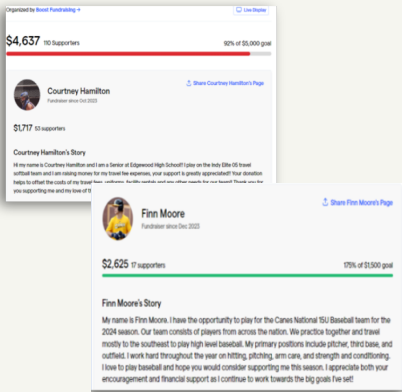 Organized by Boost Fundraising →
Live Display
$4,637 110 Supporters
92% of $5,000 goal
Share Courtney Hamilton's Page
Courtney Hamilton
Fundraiser since Oct 2023
$1,717 53 supporters
Courtney Hamilton's Story
Hi my name is Courtney Hamilton and I am a Senior at Edgewood High School!! I play on the Indy Elite 05 travel
softball team and I am raising money for my travel fee expenses, your support is greatly appreciated!! Your donation
helps to offset the costs of my travel fees, uniforms, facility rentals and any other needs for our team!! Thank you for
you supporting me and my love of
Share Finn Moore's Page
Finn Moore
Fundraiser since Dec 2023
$2,625 17 supporters
175% of $1,500 goal
Finn Moore's Story
My name is Finn Moore. I have the opportunity to play for the Canes National 15U Baseball team for the
2024 season. Our team consists of players from across the nation. We practice together and travel
mostly to the southeast to play high level baseball. My primary positions include pitcher, third base, and
outfield. I work hard throughout the year on hitting, pitching, arm care, and strength and conditioning.
I love to play baseball and hope you would consider supporting me this season. I appreciate both your
encouragement and financial support as I continue to work towards the big goals I've set!